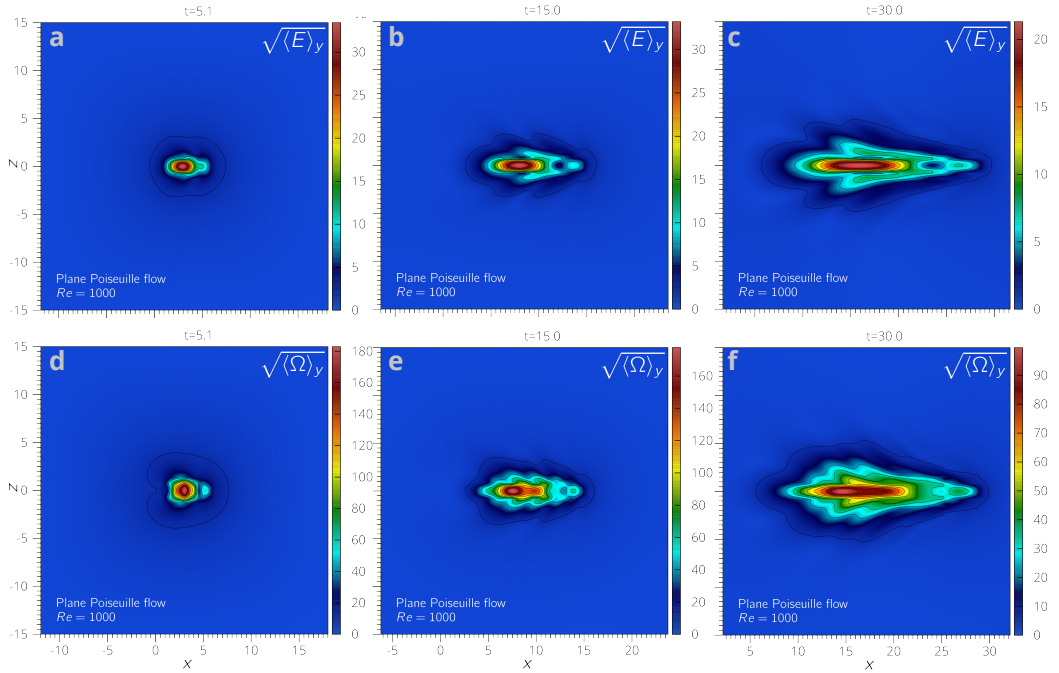 t=5.1
t=15.0
t=30.0
a √⟨E⟩y
b √⟨E⟩y
c √⟨E⟩y
15
10
5
0
-5
-10
-15
z
30
25
20
15
10
5
0
30
25
20
15
10
5
0
20
15
10
5
0
Plane Poiseuille flow
Re = 1000
Plane Poiseuille flow
Re = 1000
Plane Poiseuille flow
Re = 1000
t=5.1
t=15.0
t=30.0
d √⟨Ω⟩y
e √⟨Ω⟩y
f √⟨Ω⟩y
15
10
5
0
-5
-10
-15
z
180
160
140
120
100
80
60
40
20
0
160
140
120
100
80
60
40
20
0
90
80
70
60
50
40
30
20
10
0
Plane Poiseuille flow
Re = 1000
Plane Poiseuille flow
Re = 1000
Plane Poiseuille flow
Re = 1000
-10 -5 0 5 10 15
-5 0 5 10 15 20
5 10 15 20 25 30
x
x
x